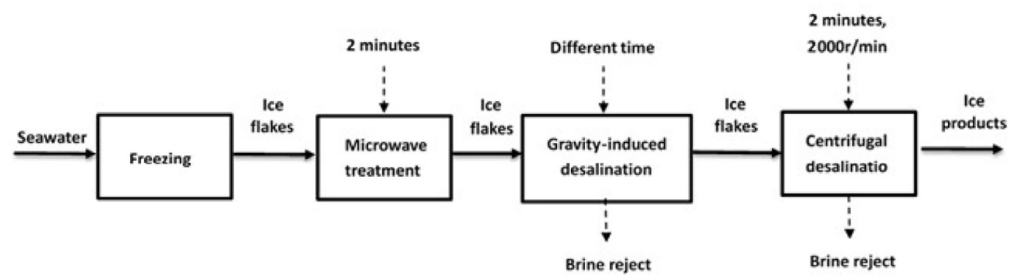 2 minutes
Different time
2 minutes,
2000r/min
Seawater
Freezing
Ice
flakes
Microwave
treatment
Ice
flakes
Gravity-induced
desalination
Ice
flakes
Centrifugal
desalinatio
Ice
products
Brine reject
Brine reject